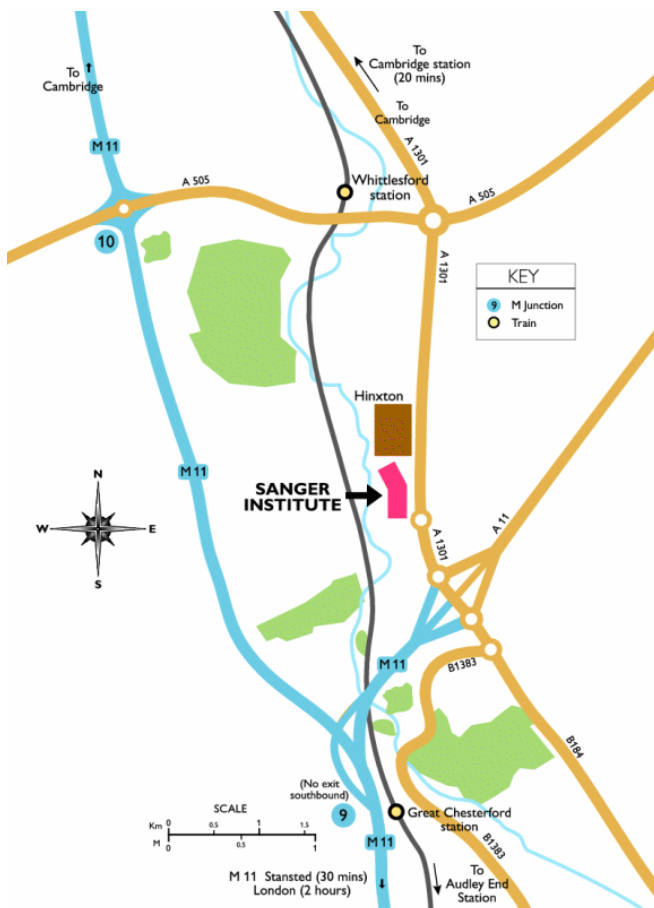 To
Cambridge
To
Cambridge station
(20 mins)
To
Cambridge
M 11
A 1301
A 505
Whittlesford
station
A 505
10
A 1301
KEY
9 M Junction
Train
Hinxton
M 11
SANGER
INSTITUTE
N
W E
S
A 11
A 1301
M 11
B1383
B184
(No exit
southbound)
9
SCALE
Km 0 .5 1 1.5
M 0 .5 1
Great Chesterford
station
M 11
B1383
M 11 Stansted (30 mins)
London (2 hours)
To
Audley End
Station